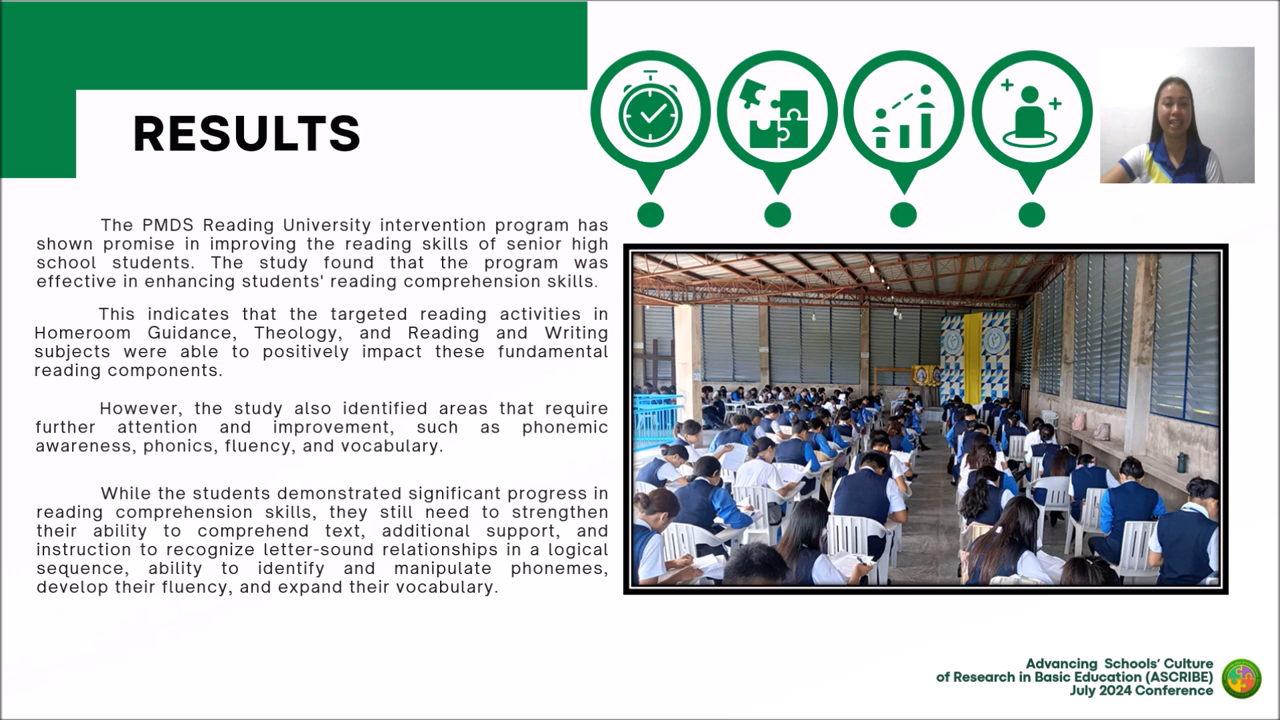 RESULTS
The PMDS Reading University intervention program has
shown promise in improving the reading skills of senior high
school students. The study found that the program was
effective in enhancing students' reading comprehension skills.
This indicates that the targeted reading activities in
Homeroom Guidance, Theology, and Reading and Writing
subjects were able to positively impact these fundamental
reading components.
However, the study also identified areas that require
further attention and improvement, such as phonemic
awareness, phonics, fluency, and vocabulary.
While the students demonstrated significant progress in
reading comprehension skills, they still need to strengthen
their ability to comprehend text, additional support, and
instruction to recognize letter-sound relationships in a logical
sequence, ability to identify and manipulate phonemes,
develop their fluency, and expand their vocabulary.
Advancing Schools' Culture
of Research in Basic Education (ASCRIBE)
July 2024 Conference